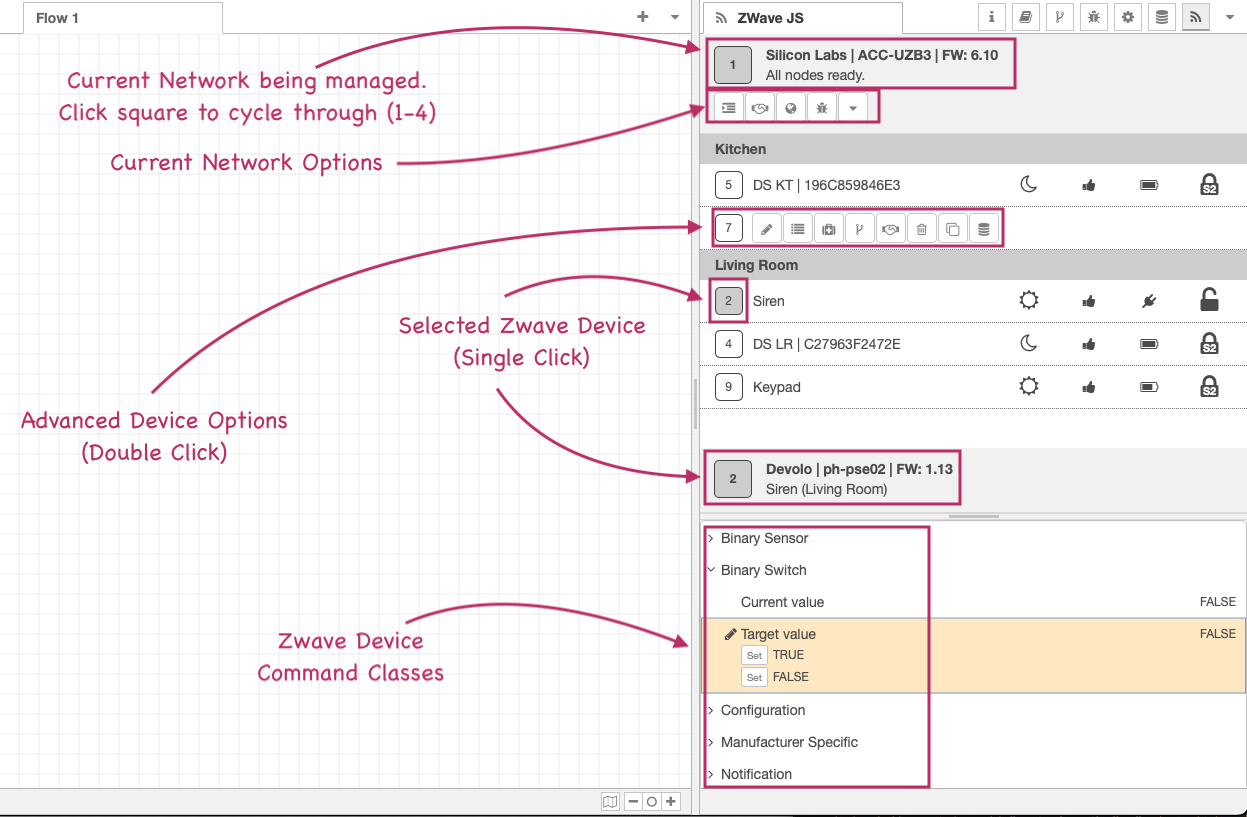 Flow 1
ZWave JS
Current Network being managed.
Click square to cycle through (1-4)
Current Network Options
Selected Zwave Device
(Single Click)
Advanced Device Options
(Double Click)
Zwave Device
Command Classes
1
Silicon Labs | ACC-UZB3 | FW: 6.10
All nodes ready.
Kitchen
5 DS KT | 196C859846E3 S2
7
Living Room
2 Siren
4 DS LR | C27963F2472E S2
9 Keypad S2
2
Devolo | ph-pse02 | FW: 1.13
Siren (Living Room)
Binary Sensor
Binary Switch
Current value FALSE
Target value FALSE
Set TRUE
Set FALSE
Configuration
Manufacturer Specific
Notification